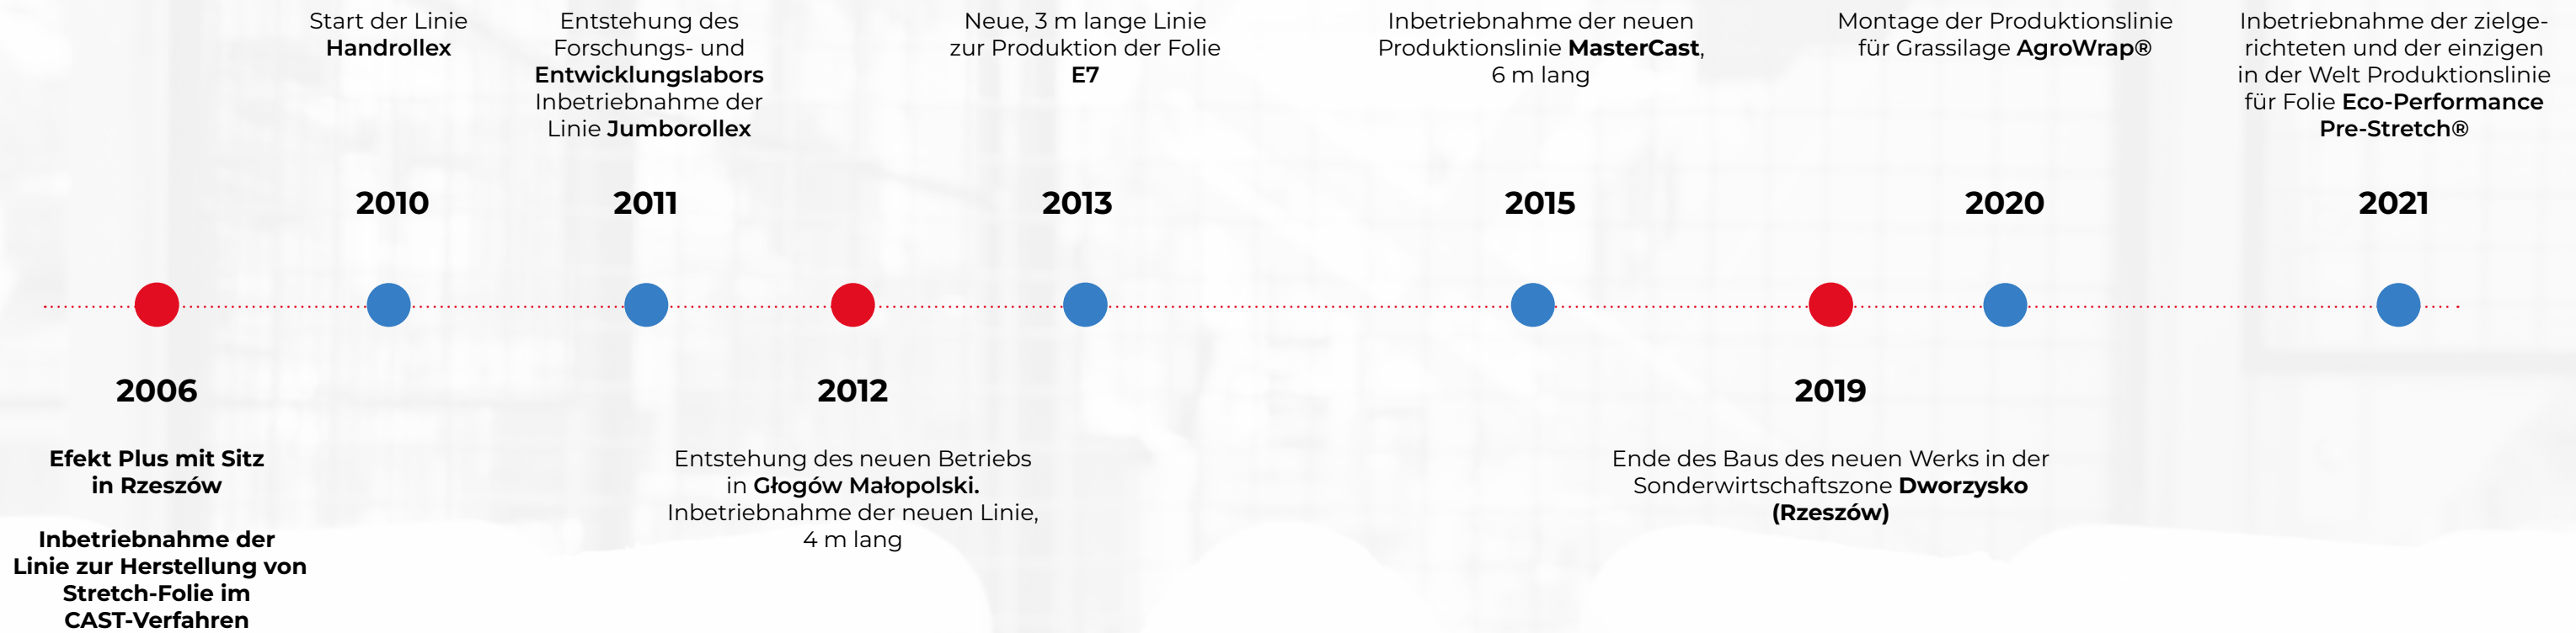 Start der Linie
Handrollex
2010
Entstehung des
Forschungs- und
Entwicklungslabors
Inbetriebnahme der
Linie Jumborollex
2011
Neue, 3 m lange Linie
zur Produktion der Folie
E7
2013
Inbetriebnahme der neuen
Produktionslinie MasterCast,
6 m lang
2015
Montage der Produktionslinie
für Grassilage AgroWrap®
2020
Inbetriebnahme der zielge-
richteten und der einzigen
in der Welt Produktionslinie
für Folie Eco-Performance
Pre-Stretch®
2021
2006
Efekt Plus mit Sitz
in Rzeszów
Inbetriebnahme der
Linie zur Herstellung von
Stretch-Folie im
CAST-Verfahren
2012
Entstehung des neuen Betriebs
in Głogów Małopolski.
Inbetriebnahme der neuen Linie,
4 m lang
2019
Ende des Baus des neuen Werks in der
Sonderwirtschaftszone Dworzysko
(Rzeszów)